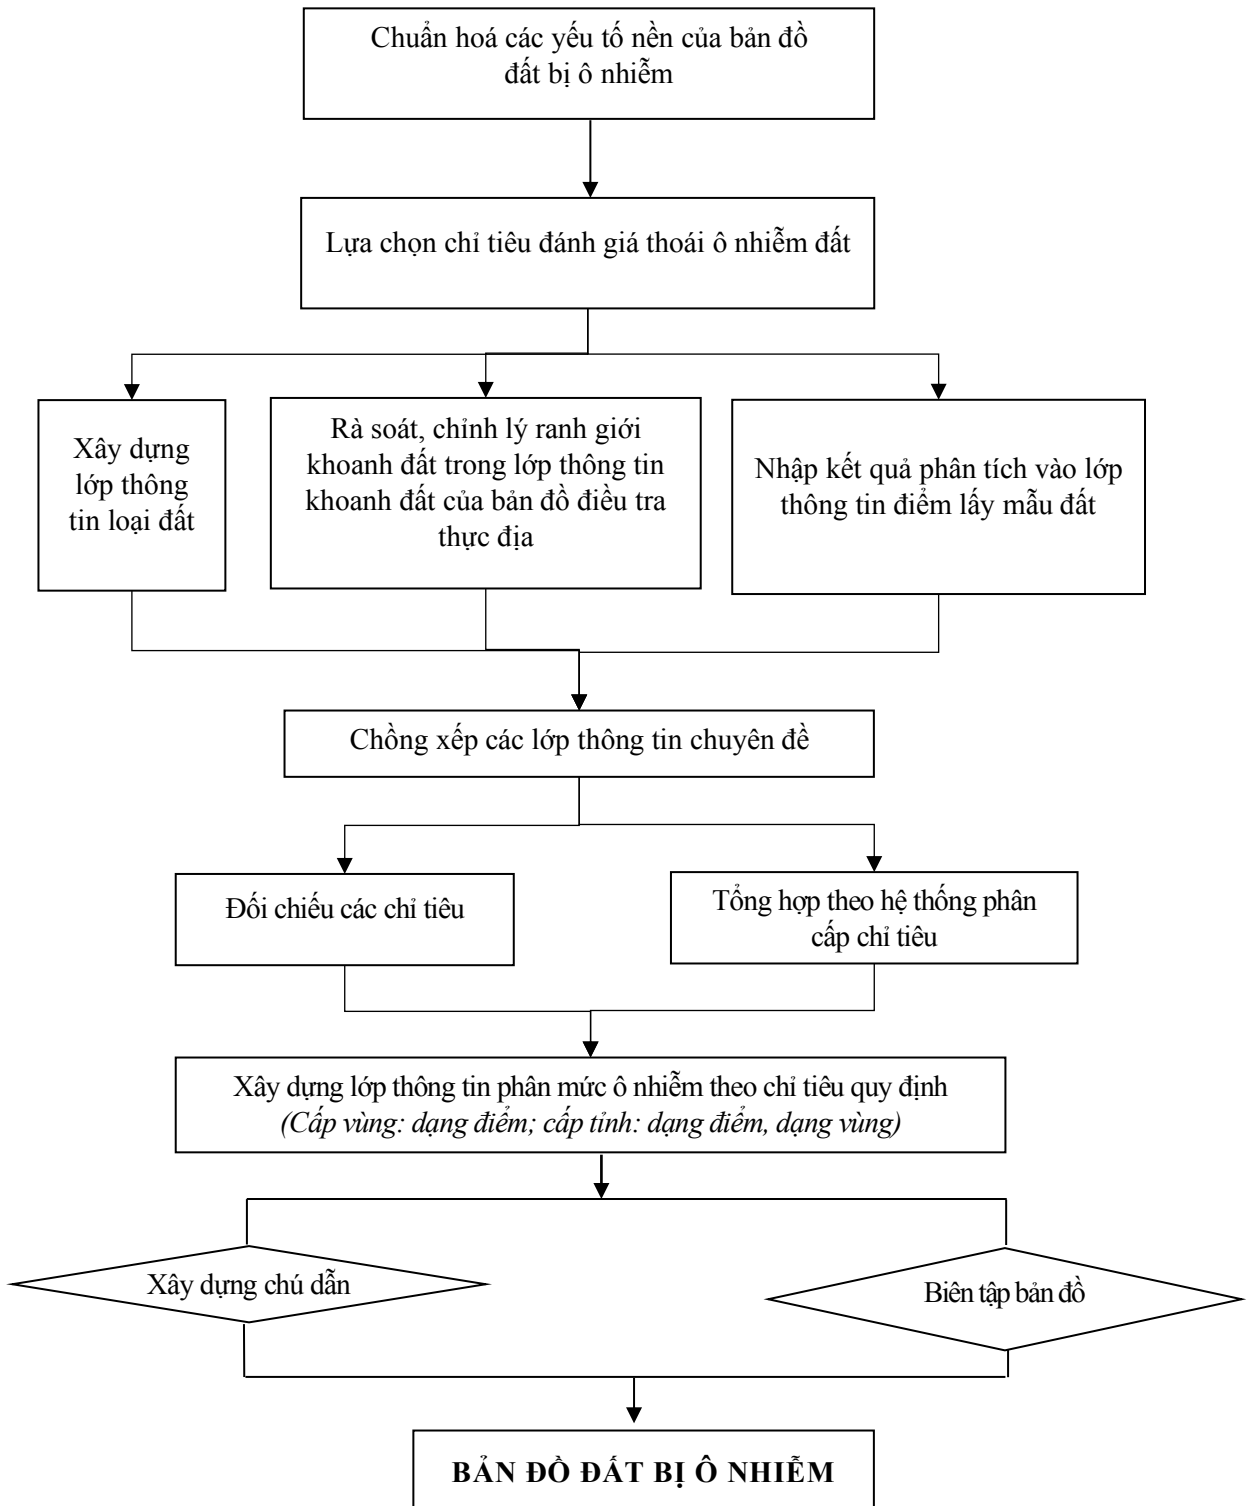 Chuẩn hoá các yếu tố nền của bản đồ
đất bị ô nhiễm
Lựa chọn chỉ tiêu đánh giá thoái ô nhiễm đất
Xây dựng
lớp thông
tin loại đất
Rà soát, chỉnh lý ranh giới
khoanh đất trong lớp thông tin
khoanh đất của bản đồ điều tra
thực địa
Nhập kết quả phân tích vào lớp
thông tin điểm lấy mẫu đất
Chồng xếp các lớp thông tin chuyên đề
Đối chiếu các chỉ tiêu
Tổng hợp theo hệ thống phân
cấp chỉ tiêu
Xây dựng lớp thông tin phân mức ô nhiễm theo chỉ tiêu quy định
(Cấp vùng: dạng điểm; cấp tỉnh: dạng điểm, dạng vùng)
Xây dựng chú dẫn
Biên tập bản đồ
BẢN ĐỒ ĐẤT BỊ Ô NHIỄM